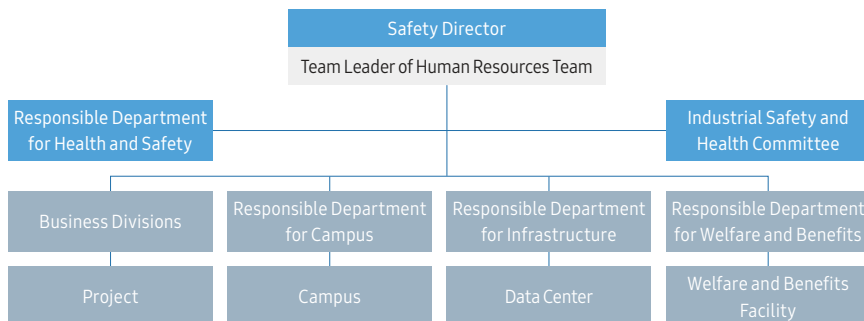 Safety Director
Team Leader of Human Resources Team
Responsible Department
for Health and Safety
Industrial Safety and
Health Committee
Business Divisions
Responsible Department
for Campus
Responsible Department
for Infrastructure
Responsible Department
for Welfare and Benefits
Project
Campus
Data Center
Welfare and Benefits
Facility